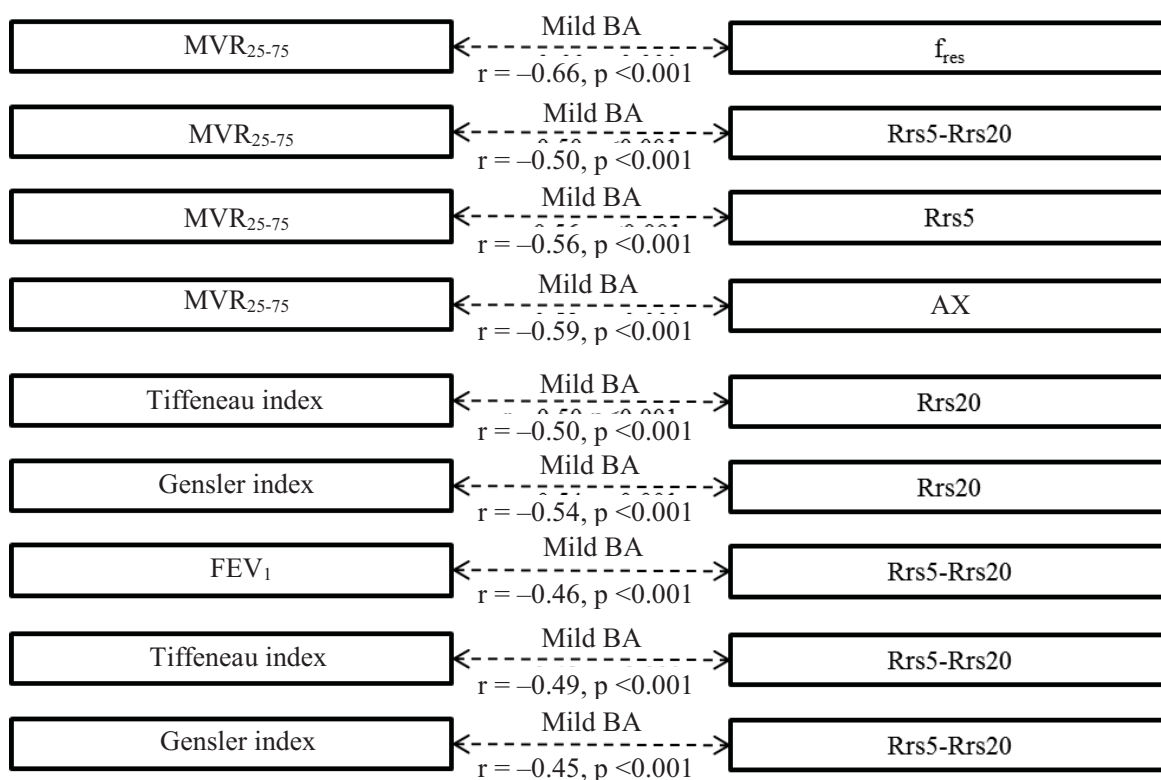 Mild BA
MVR25-75
fres
r = –0.66, p <0.001
Mild BA
MVR25-75
Rrs5-Rrs20
r = –0.50, p <0.001
Mild BA
MVR25-75
Rrs5
r = –0.56, p <0.001
Mild BA
MVR25-75
AX
r = –0.59, p <0.001
Mild BA
Tiffeneau index
Rrs20
r = –0.50, p <0.001
Mild BA
Gensler index
Rrs20
r = –0.54, p <0.001
Mild BA
FEV1
Rrs5-Rrs20
r = –0.46, p <0.001
Mild BA
Tiffeneau index
Rrs5-Rrs20
r = –0.49, p <0.001
Mild BA
Gensler index
Rrs5-Rrs20
r = –0.45, p <0.001